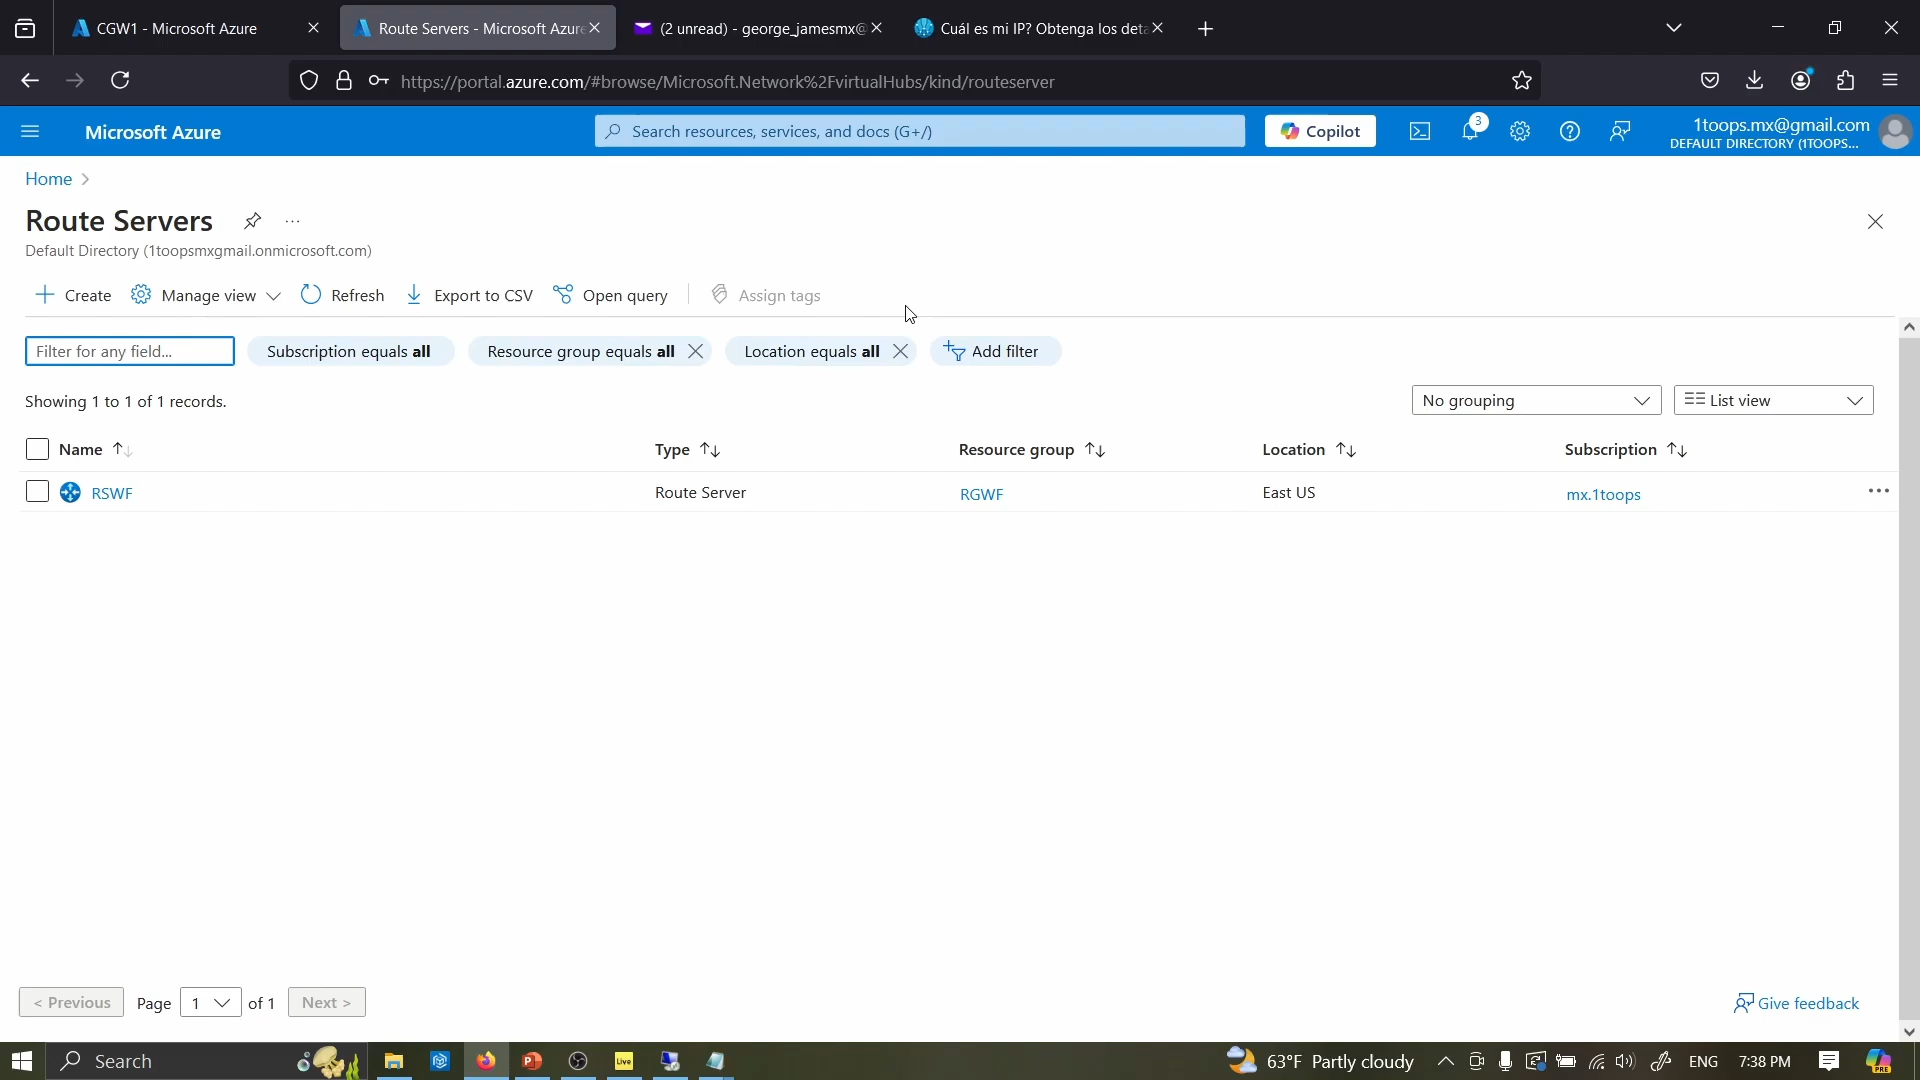 CGW1 - Microsoft Azure
Route Servers - Microsoft Azure
(2 unread) - george_jamesmx@
Cuál es mi IP? Obtenga los deta
https://portal.azure.com/#browse/Microsoft.Network%2FvirtualHubs/kind/routeserver
Microsoft Azure
Search resources, services, and docs (G+/)
Copilot
3
1toops.mx@gmail.com
DEFAULT DIRECTORY (1TOOPS...
Home
Route Servers
...
Default Directory (1toopsmxgmail.onmicrosoft.com)
Create
Manage view
Refresh
Export to CSV
Open query
Assign tags
Filter for any field...
Subscription equals all
Resource group equals all
Location equals all
Add filter
Showing 1 to 1 of 1 records.
No grouping
List view
Name
Type
Resource group
Location
Subscription
RSWF
Route Server
RGWF
East US
mx.1toops
...
< Previous
Page
1
of 1
Next >
Give feedback
Search
Live
63°F Partly cloudy
ENG
7:38 PM
PRE